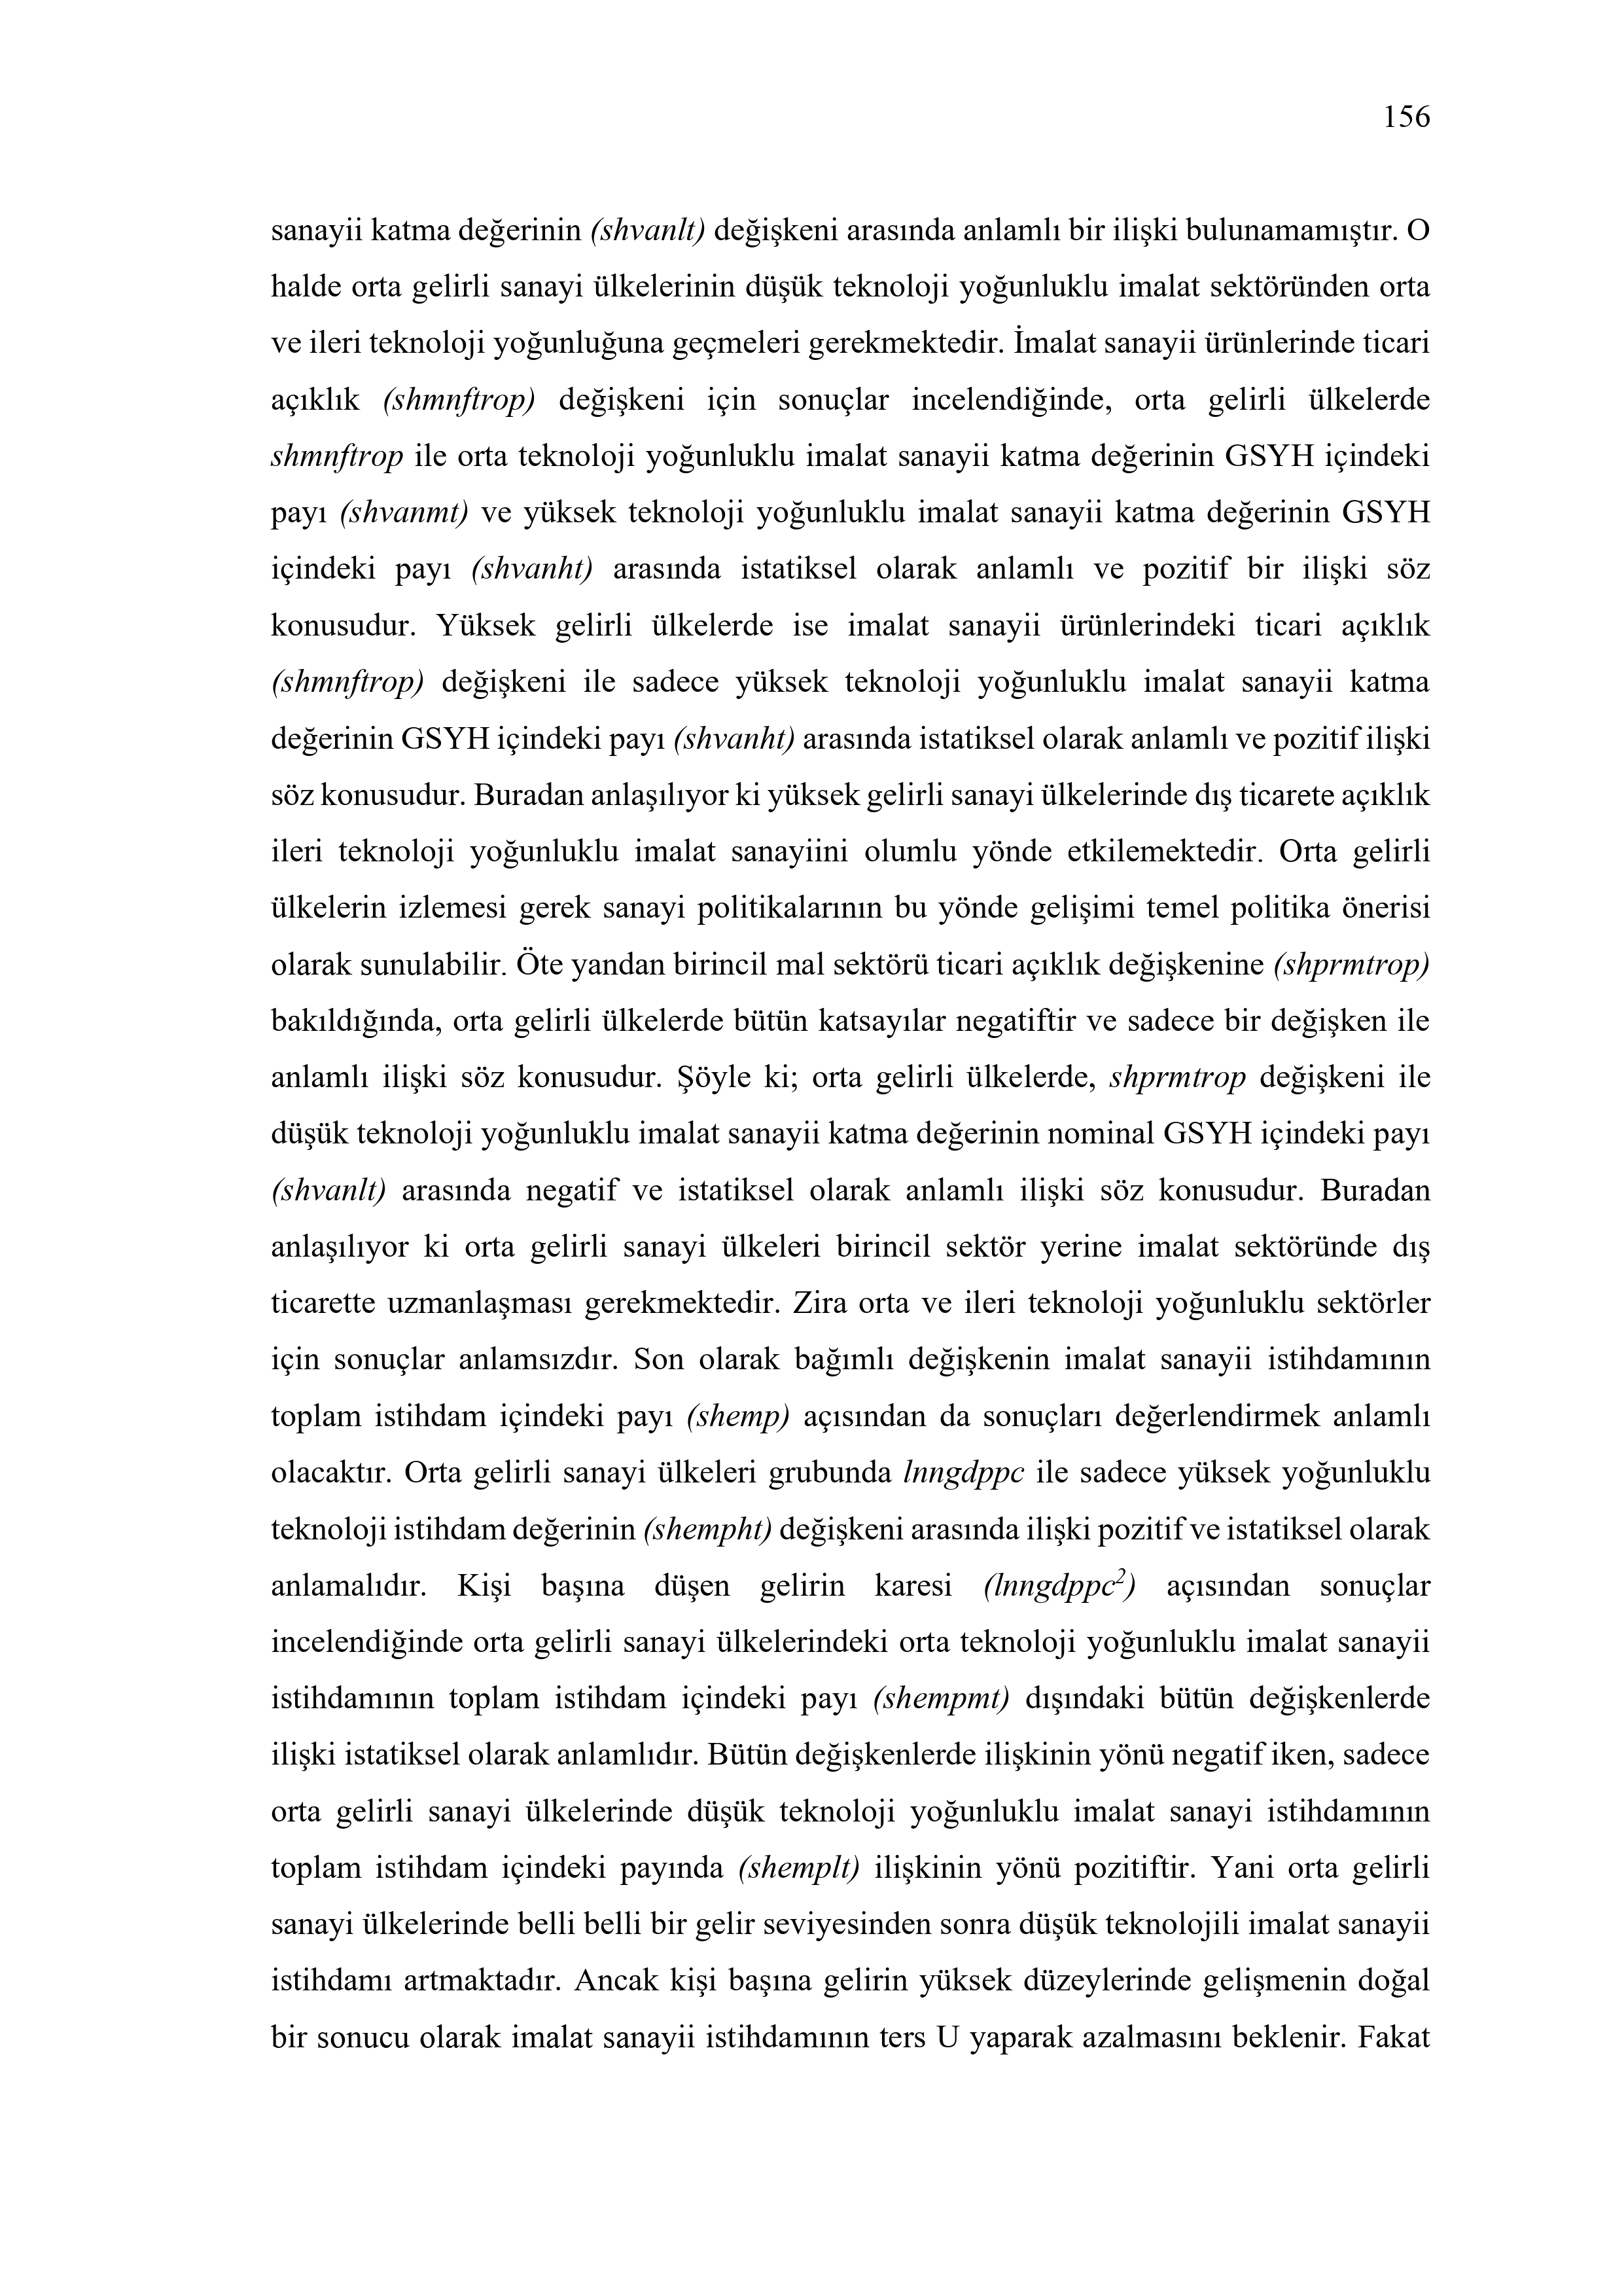 156
sanayii katma değerinin (shvanlt) değişkeni arasında anlamlı bir ilişki bulunamamıştır. O
halde orta gelirli sanayi ülkelerinin düşük teknoloji yoğunluklu imalat sektöründen orta
ve ileri teknoloji yoğunluğuna geçmeleri gerekmektedir. İmalat sanayii ürünlerinde ticari
açıklık (shmnftrop) değişkeni için sonuçlar incelendiğinde, orta gelirli ülkelerde
shmnftrop ile orta teknoloji yoğunluklu imalat sanayii katma değerinin GSYH içindeki
payı (shvanmt) ve yüksek teknoloji yoğunluklu imalat sanayii katma değerinin GSYH
içindeki payı (shvanht) arasında istatiksel olarak anlamlı ve pozitif bir ilişki söz
konusudur. Yüksek gelirli ülkelerde ise imalat sanayii ürünlerindeki ticari açıklık
(shmnftrop) değişkeni ile sadece yüksek teknoloji yoğunluklu imalat sanayii katma
değerinin GSYH içindeki payı (shvanht) arasında istatiksel olarak anlamlı ve pozitif ilişki
söz konusudur. Buradan anlaşılıyor ki yüksek gelirli sanayi ülkelerinde dış ticarete açıklık
ileri teknoloji yoğunluklu imalat sanayiini olumlu yönde etkilemektedir. Orta gelirli
ülkelerin izlemesi gerek sanayi politikalarının bu yönde gelişimi temel politika önerisi
olarak sunulabilir. Öte yandan birincil mal sektörü ticari açıklık değişkenine (shprmtrop)
bakıldığında, orta gelirli ülkelerde bütün katsayılar negatiftir ve sadece bir değişken ile
anlamlı ilişki söz konusudur. Şöyle ki; orta gelirli ülkelerde, shprmtrop değişkeni ile
düşük teknoloji yoğunluklu imalat sanayii katma değerinin nominal GSYH içindeki payı
(shvanlt) arasında negatif ve istatiksel olarak anlamlı ilişki söz konusudur. Buradan
anlaşılıyor ki orta gelirli sanayi ülkeleri birincil sektör yerine imalat sektöründe dış
ticarette uzmanlaşması gerekmektedir. Zira orta ve ileri teknoloji yoğunluklu sektörler
için sonuçlar anlamsızdır. Son olarak bağımlı değişkenin imalat sanayii istihdamının
toplam istihdam içindeki payı (shemp) açısından da sonuçları değerlendirmek anlamlı
olacaktır. Orta gelirli sanayi ülkeleri grubunda lnngdppc ile sadece yüksek yoğunluklu
teknoloji istihdam değerinin (shempht) değişkeni arasında ilişki pozitif ve istatiksel olarak
anlamalıdır. Kişi başına düşen gelirin karesi (lnngdppc²) açısından sonuçlar
incelendiğinde orta gelirli sanayi ülkelerindeki orta teknoloji yoğunluklu imalat sanayii
istihdamının toplam istihdam içindeki payı (shempmt) dışındaki bütün değişkenlerde
ilişki istatiksel olarak anlamlıdır. Bütün değişkenlerde ilişkinin yönü negatif iken, sadece
orta gelirli sanayi ülkelerinde düşük teknoloji yoğunluklu imalat sanayi istihdamının
toplam istihdam içindeki payında (shemplt) ilişkinin yönü pozitiftir. Yani orta gelirli
sanayi ülkelerinde belli belli bir gelir seviyesinden sonra düşük teknolojili imalat sanayii
istihdamı artmaktadır. Ancak kişi başına gelirin yüksek düzeylerinde gelişmenin doğal
bir sonucu olarak imalat sanayii istihdamının ters U yaparak azalmasını beklenir. Fakat